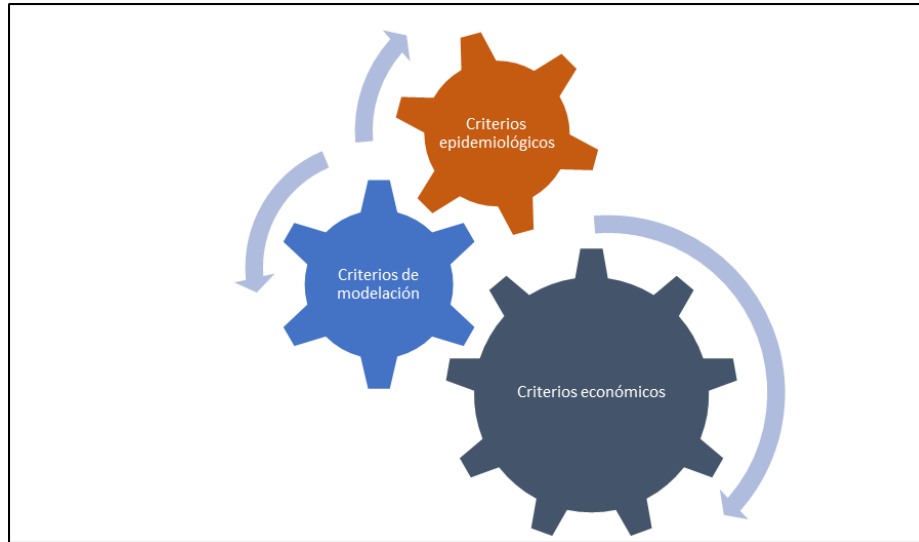 Criterios
epidemiológicos
Criterios de
modelación
Criterios económicos